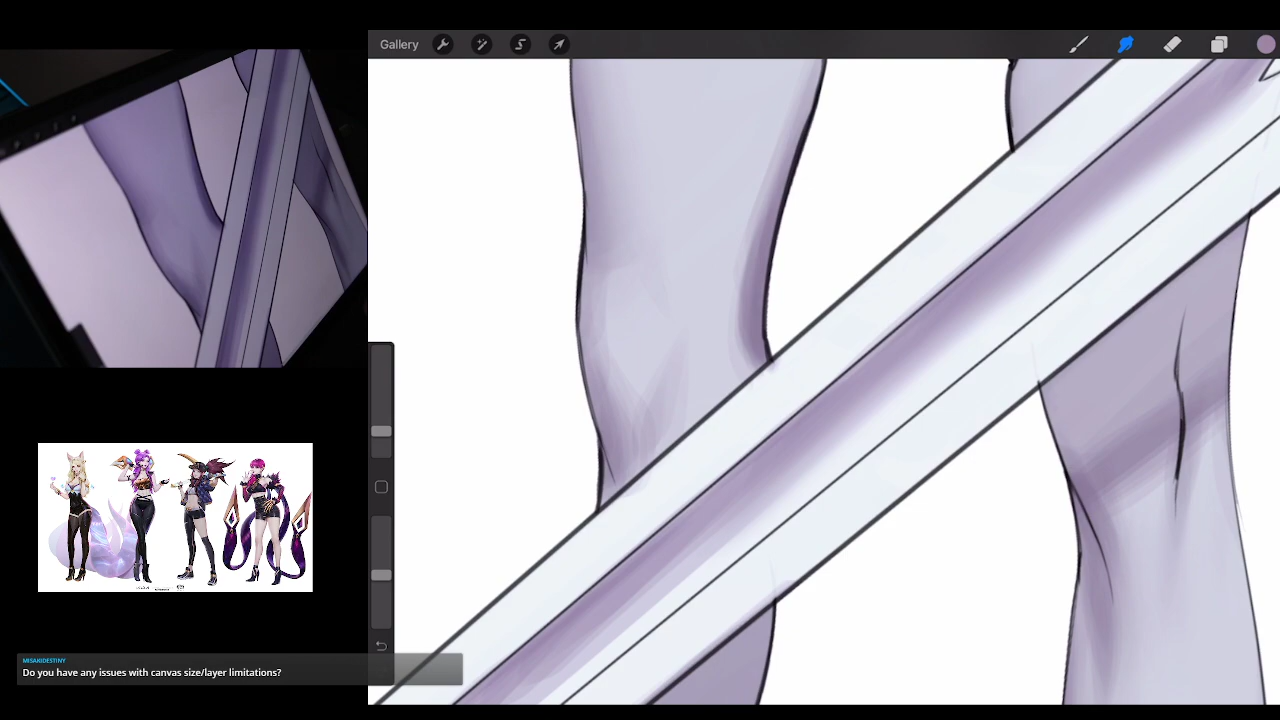 Gallery
MISAKIDESTINY
Do you have any issues with canvas size/layer limitations?